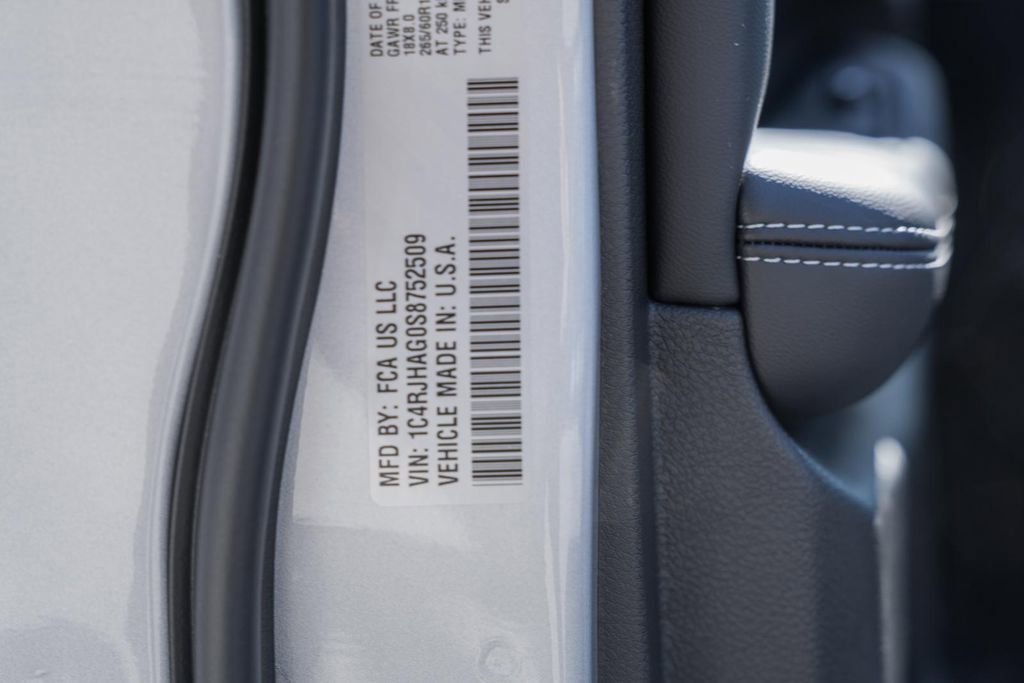 DATE OF
GAWR FR
18X8.0
265/60R1
AT 250 k
TYPE: M
THIS VEH
S
MFD BY: FCA US LLC
VIN: 1C4RJHAG0S8752509
VEHICLE MADE IN: U.S.A.